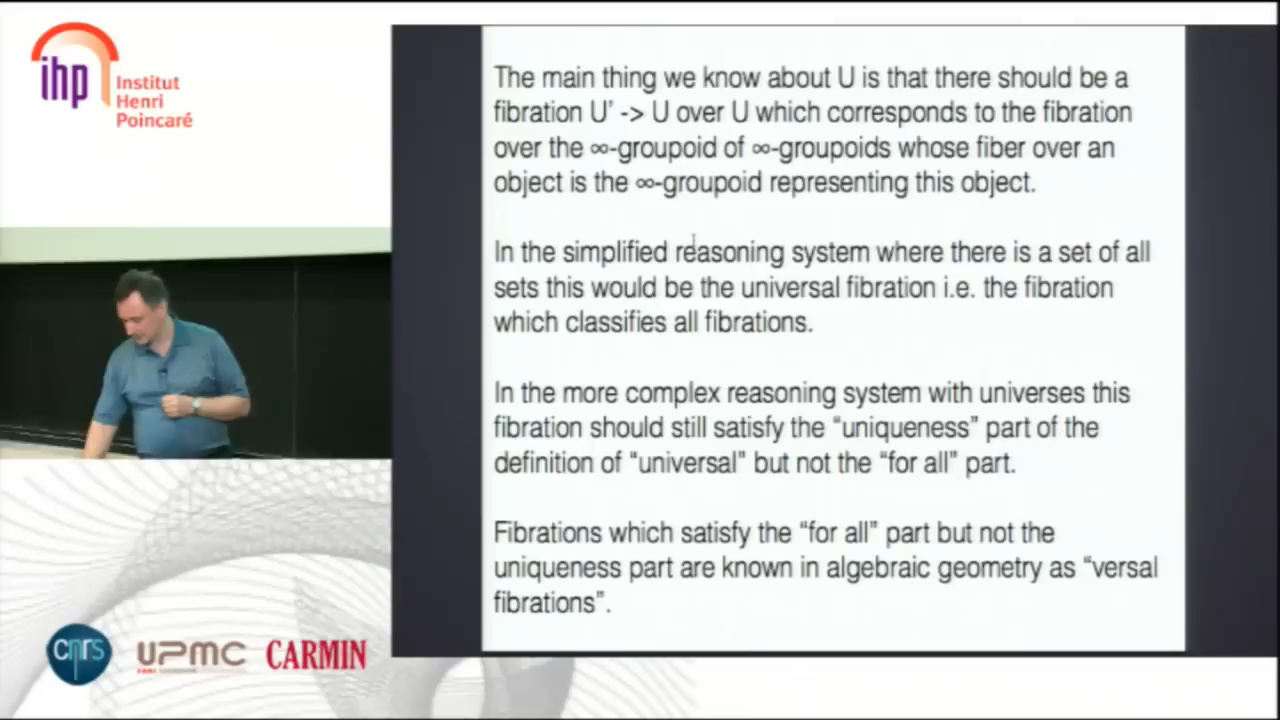 ihp
Institut
Henri
Poincaré
The main thing we know about U is that there should be a
fibration U' -> U over U which corresponds to the fibration
over the ∞-groupoid of ∞-groupoids whose fiber over an
object is the ∞-groupoid representing this object.
In the simplified reasoning system where there is a set of all
sets this would be the universal fibration i.e. the fibration
which classifies all fibrations.
In the more complex reasoning system with universes this
fibration should still satisfy the “uniqueness” part of the
definition of “universal” but not the “for all” part.
Fibrations which satisfy the “for all” part but not the
uniqueness part are known in algebraic geometry as “versal
fibrations”.
cnrs
UPMC
CARMIN